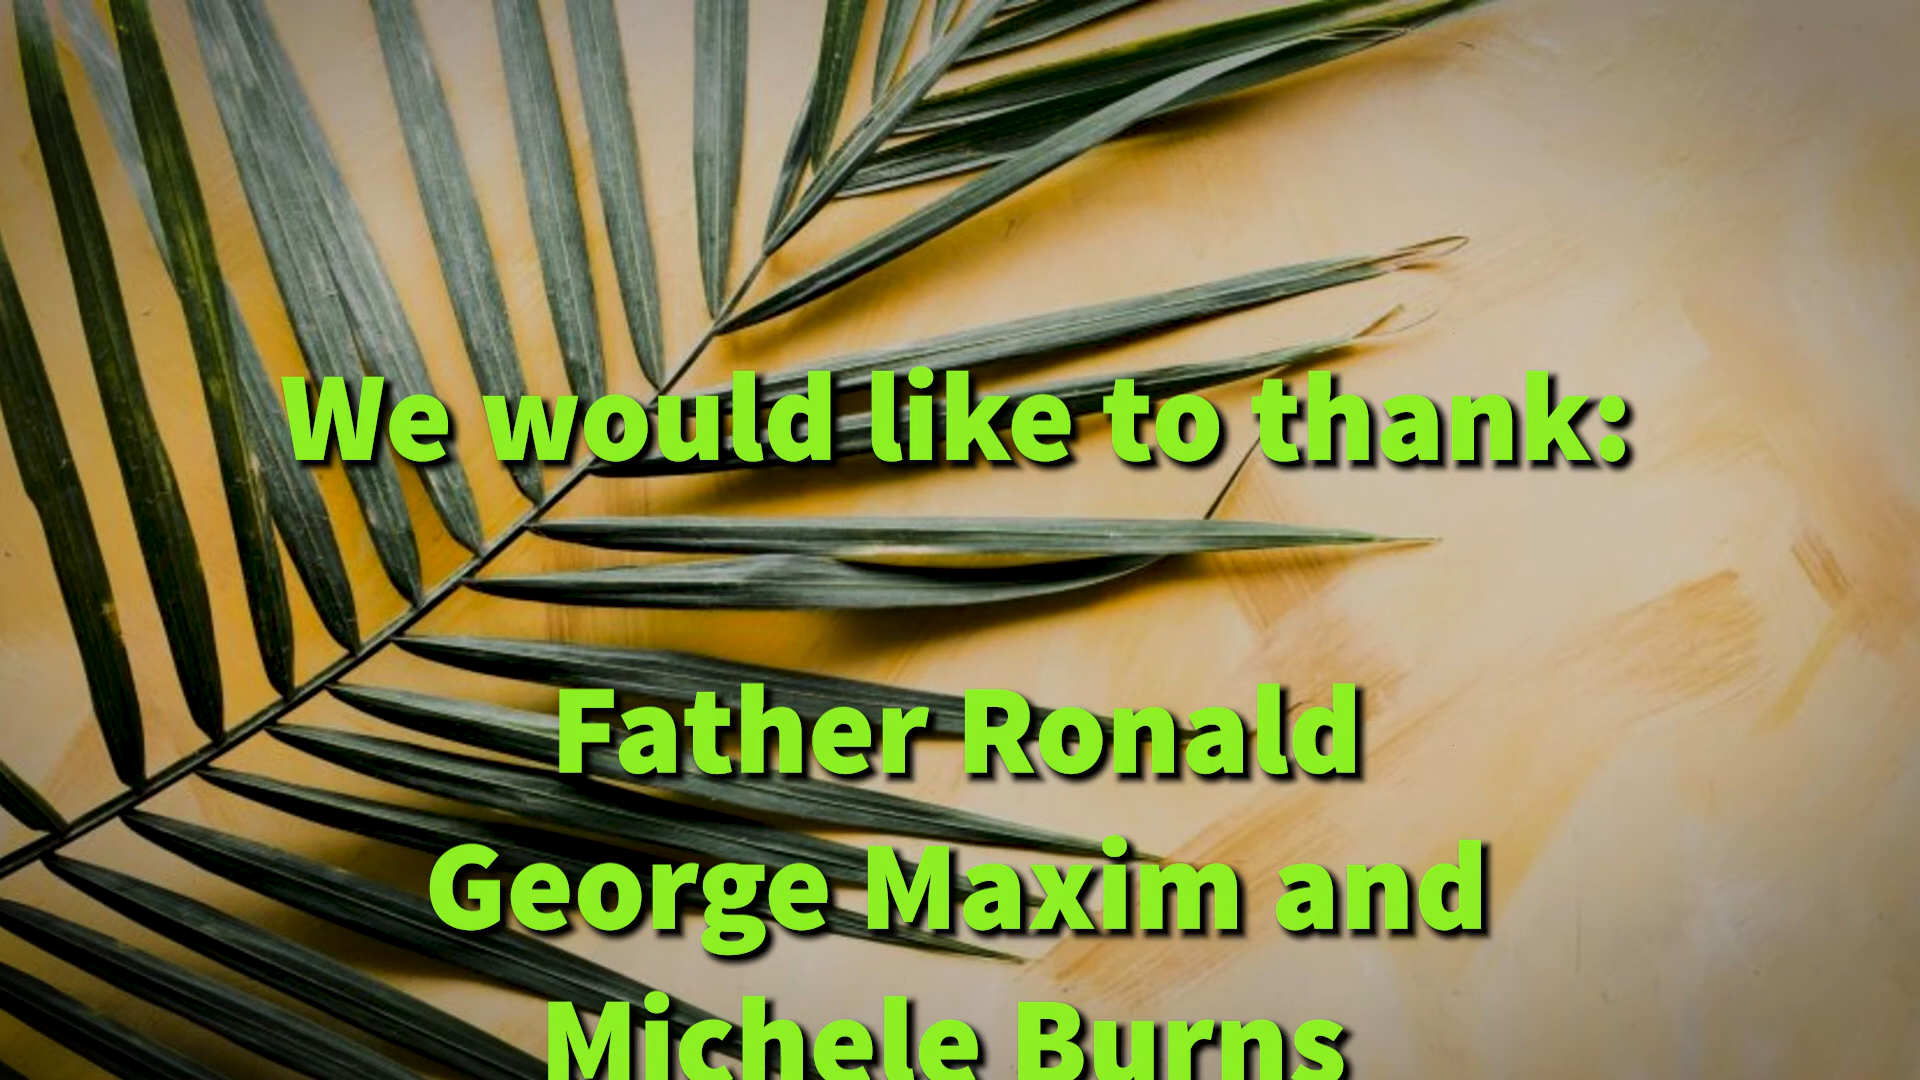 We would like to thank:
Father Ronald
George Maxim and
Michele Burns